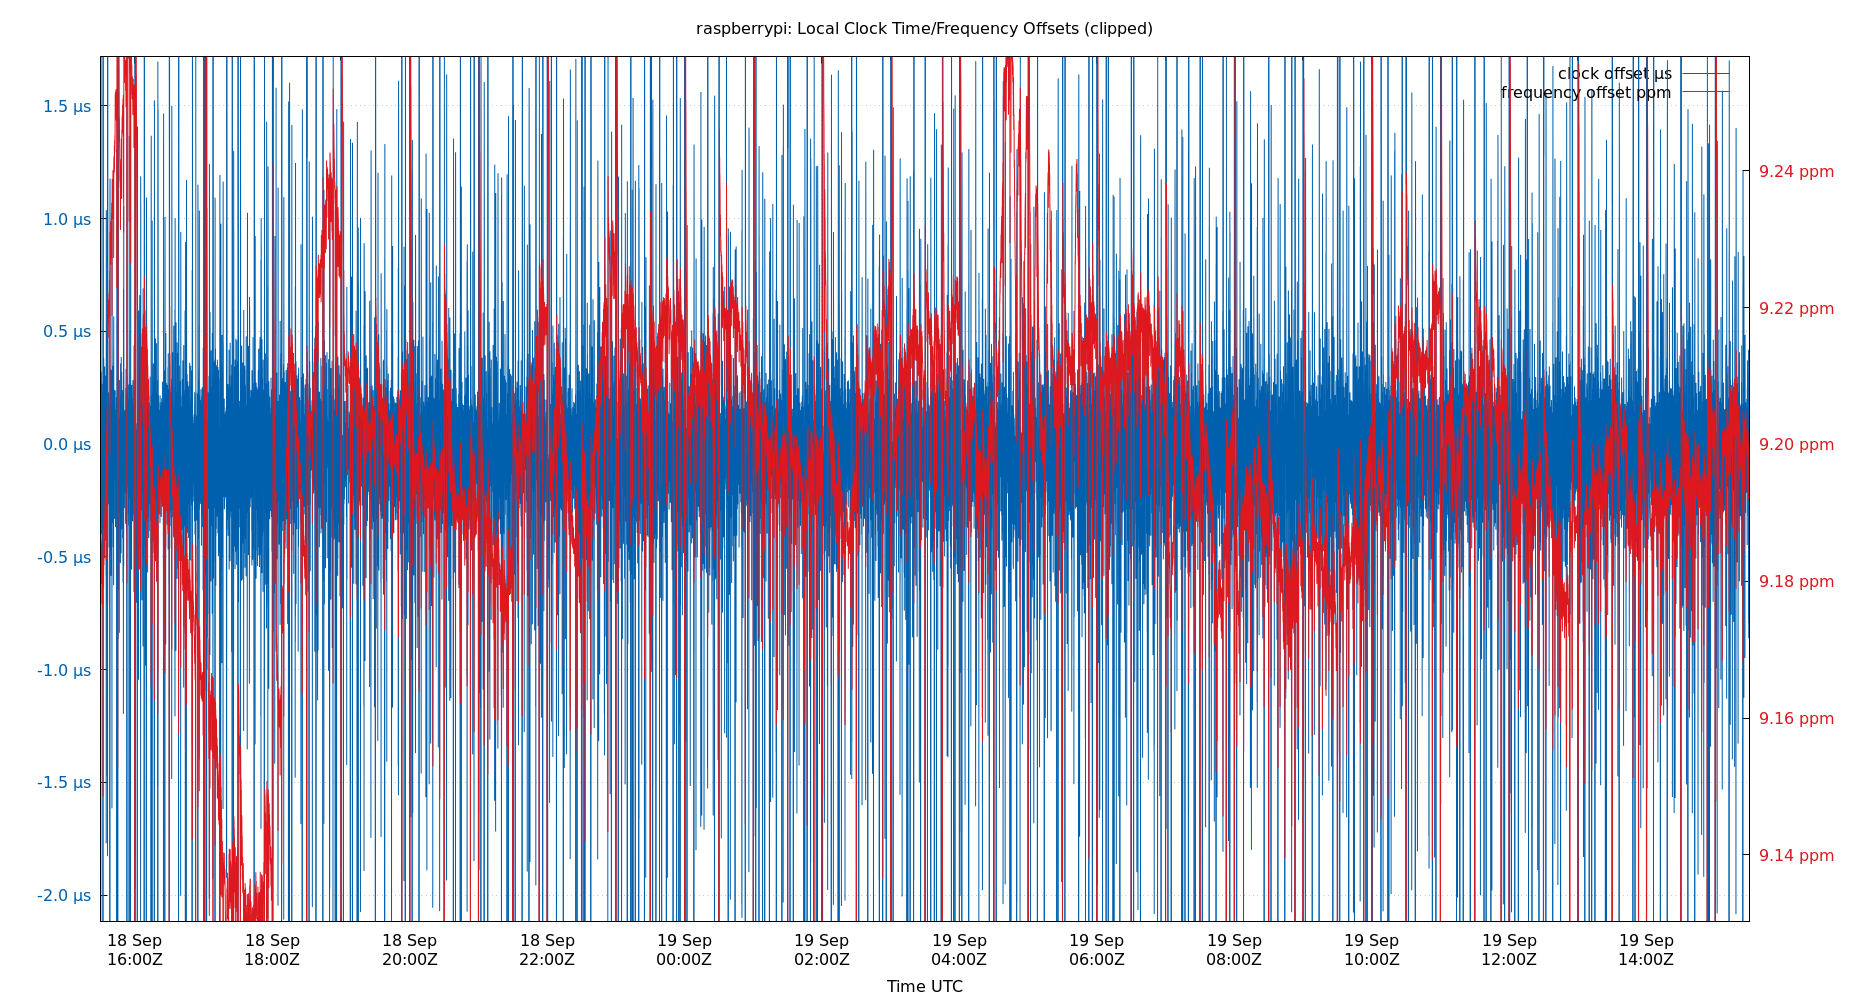 raspberrypi: Local Clock Time/Frequency Offsets (clipped)
clock offset µs
frequency offset ppm
1.5 µs
1.0 µs
0.5 µs
0.0 µs
-0.5 µs
-1.0 µs
-1.5 µs
-2.0 µs
9.24 ppm
9.22 ppm
9.20 ppm
9.18 ppm
9.16 ppm
9.14 ppm
18 Sep
16:00Z
18 Sep
18:00Z
18 Sep
20:00Z
18 Sep
22:00Z
19 Sep
00:00Z
19 Sep
02:00Z
19 Sep
04:00Z
19 Sep
06:00Z
19 Sep
08:00Z
19 Sep
10:00Z
19 Sep
12:00Z
19 Sep
14:00Z
Time UTC